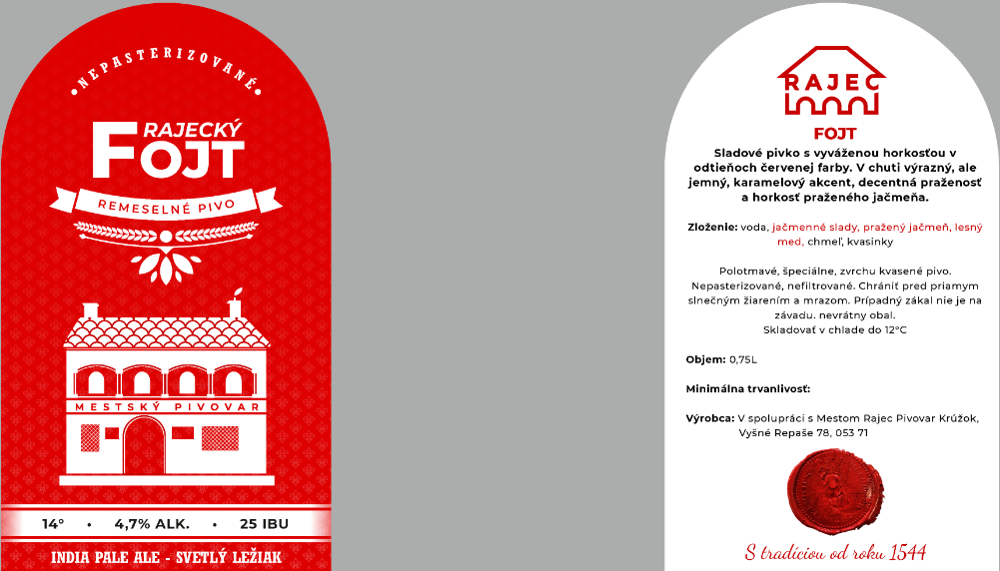 •NEPASTERIZOVANÉ•
RAJECKÝ
FOJT
REMESELNÉ PIVO
MESTSKÝ PIVOVAR
14° • 4,7% ALK. • 25 IBU
INDIA PALE ALE - SVETLÝ LEŽIAK
RAJEC
FOJT
Sladové pivko s vyváženou horkosťou v
odtieňoch červenej farby. V chuti výrazný, ale
jemný, karamelový akcent, decentná praženosť
a horkosť praženého jačmeňa.
Zloženie: voda, jačmenné slady, pražený jačmeň, lesný
med, chmeľ, kvasinky
Polotmavé, špeciálne, zvrchu kvasené pivo.
Nepasterizované, nefiltrované. Chrániť pred priamym
slnečným žiarením a mrazom. Prípadný zákal nie je na
závadu. nevrátny obal.
Skladovať v chlade do 12°C
Objem: 0,75L
Minimálna trvanlivosť:
Výrobca: V spolupráci s Mestom Rajec Pivovar Krúžok,
Vyšné Repaše 78, 053 71
S tradíciou od roku 1544